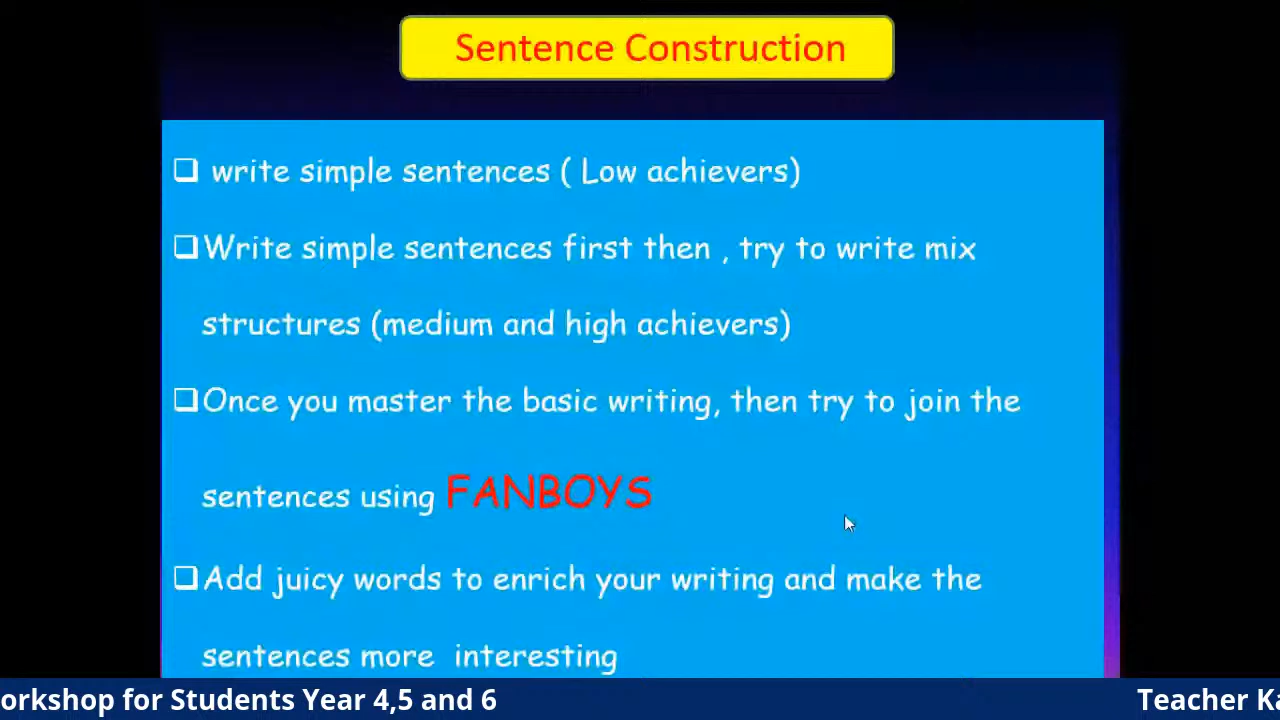 Sentence Construction
write simple sentences ( Low achievers)
Write simple sentences first then , try to write mix
structures (medium and high achievers)
Once you master the basic writing, then try to join the
sentences using FANBOYS
Add juicy words to enrich your writing and make the
sentences more interesting
orkshop for Students Year 4,5 and 6 Teacher Ka